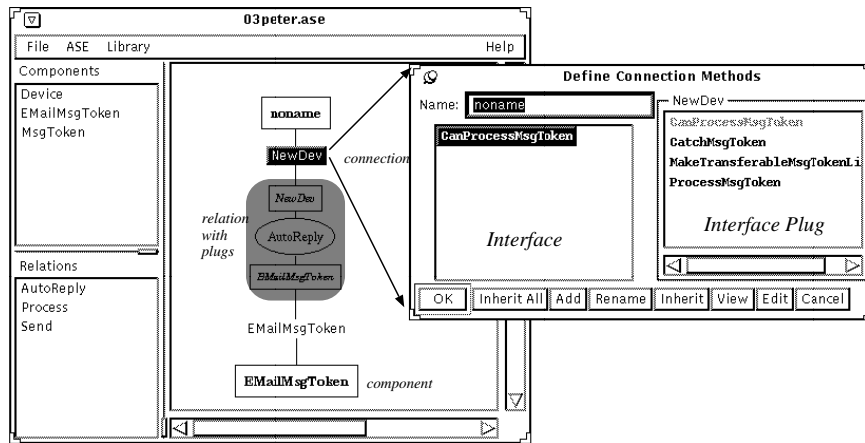 03peter.ase
File ASE Library Help
Components
Device
EMailMsgToken
MsgToken
Relations
AutoReply
Process
Send
noname
NewDev
connection
relation
with
plugs
NewDev
AutoReply
EMailMsgToken
EMailMsgToken
EMailMsgToken
component
Define Connection Methods
Name: noname
CanProcessMsgToken
Interface
NewDev
CanProcessMsgToken
CatchMsgToken
MakeTransferableMsgTokenLi
ProcessMsgToken
Interface Plug
OK Inherit All Add Rename Inherit View Edit Cancel